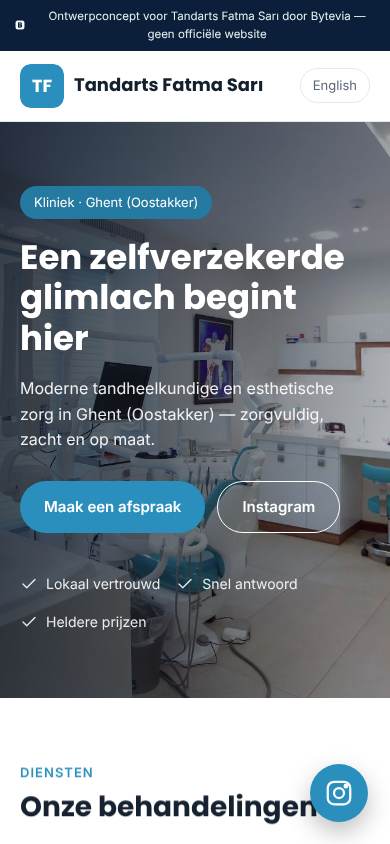 Ontwerpconcept voor Tandarts Fatma Sarı door Bytevia —
geen officiële website
TF
Tandarts Fatma Sarı
English
Kliniek · Ghent (Oostakker)
Een zelfverzekerde
glimlach begint
hier
Moderne tandheelkundige en esthetische
zorg in Ghent (Oostakker) — zorgvuldig,
zacht en op maat.
Maak een afspraak
Instagram
Lokaal vertrouwd
Snel antwoord
Heldere prijzen
DIENSTEN
Onze behandelingen